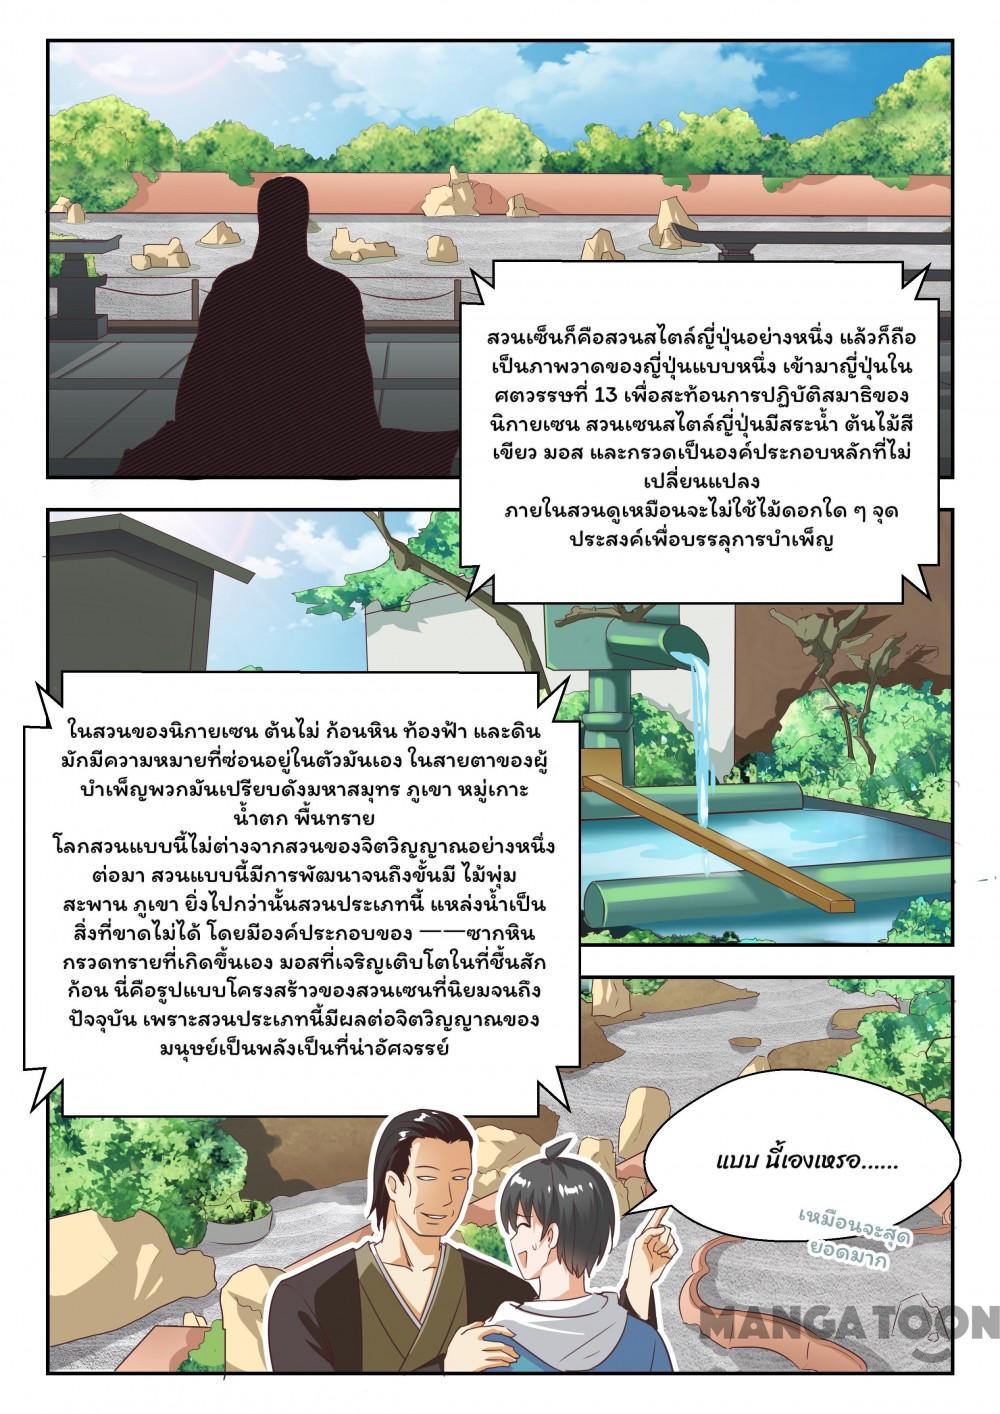 สวนเซ็นก็คือสวนสไตล์ญี่ปุ่นอย่างหนึ่ง แล้วก็ถือ
เป็นภาพวาดของญี่ปุ่นแบบหนึ่ง เข้ามาญี่ปุ่นใน
ศตวรรษที่ 13 เพื่อสะท้อนการปฏิบัติสมาธิของ
นิกายเซน สวนเซนสไตล์ญี่ปุ่นมีสระน้ำ ต้นไม้สี
เขียว มอส และกรวดเป็นองค์ประกอบหลักที่ไม่
เปลี่ยนแปลง
ภายในสวนดูเหมือนจะไม่ใช้ไม้ดอกใด ๆ จุด
ประสงค์เพื่อบรรลุการบำเพ็ญ
ในสวนของนิกายเซน ต้นไม่ ก้อนหิน ท้องฟ้า และดิน
มักมีความหมายที่ซ่อนอยู่ในตัวมันเอง ในสายตาของผู้
บำเพ็ญพวกมันเปรียบดังมหาสมุทร ภูเขา หมู่เกาะ
น้ำตก พื้นทราย
โลกสวนแบบนี้ไม่ต่างจากสวนของจิตวิญญาณอย่างหนึ่ง
ต่อมา สวนแบบนี้มีการพัฒนาจนถึงขั้นมี ไม้พุ่ม
สะพาน ภูเขา ยิ่งไปกว่านั้นสวนประเภทนี้ แหล่งน้ำเป็น
สิ่งที่ขาดไม่ได้ โดยมีองค์ประกอบของ ——ซากหิน
กรวดทรายที่เกิดขึ้นเอง มอสที่เจริญเติบโตในที่ชื้นสัก
ก้อน นี่คือรูปแบบโครงสร้าวของสวนเซนที่นิยมจนถึง
ปัจจุบัน เพราะสวนประเภทนี้มีผลต่อจิตวิญญาณของ
มนุษย์เป็นพลังเป็นที่น่าอัศจรรย์
แบบ นี้เองเหรอ......
เหมือนจะสุด
ยอดมาก
MANGATOON